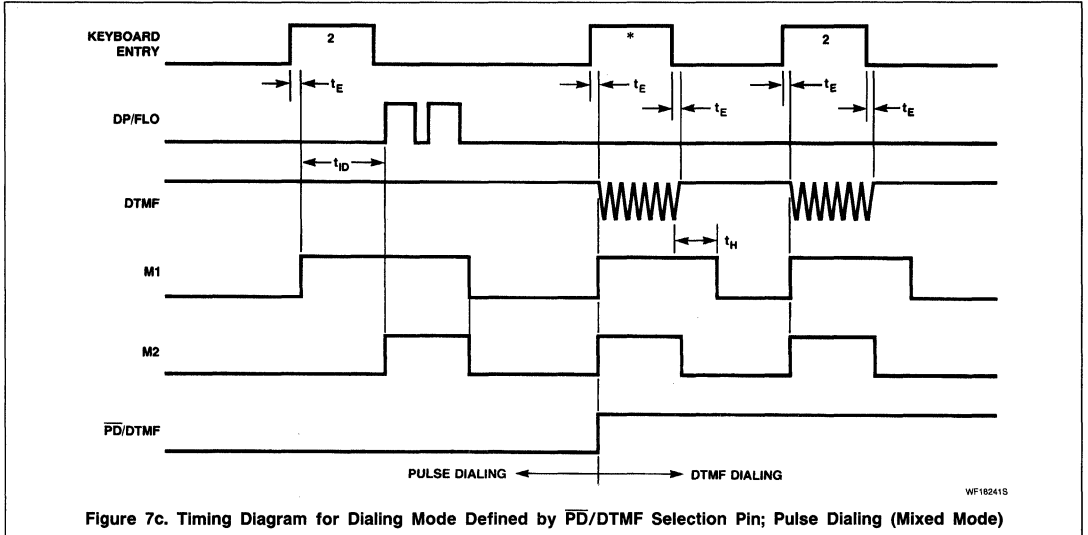 KEYBOARD
ENTRY
2
*
2
tE
tE
tE
tE
tE
DP/FLO
tID
DTMF
tH
M1
M2
PD/DTMF
PULSE DIALING
DTMF DIALING
WF18241S
Figure 7c. Timing Diagram for Dialing Mode Defined by PD/DTMF Selection Pin; Pulse Dialing (Mixed Mode)